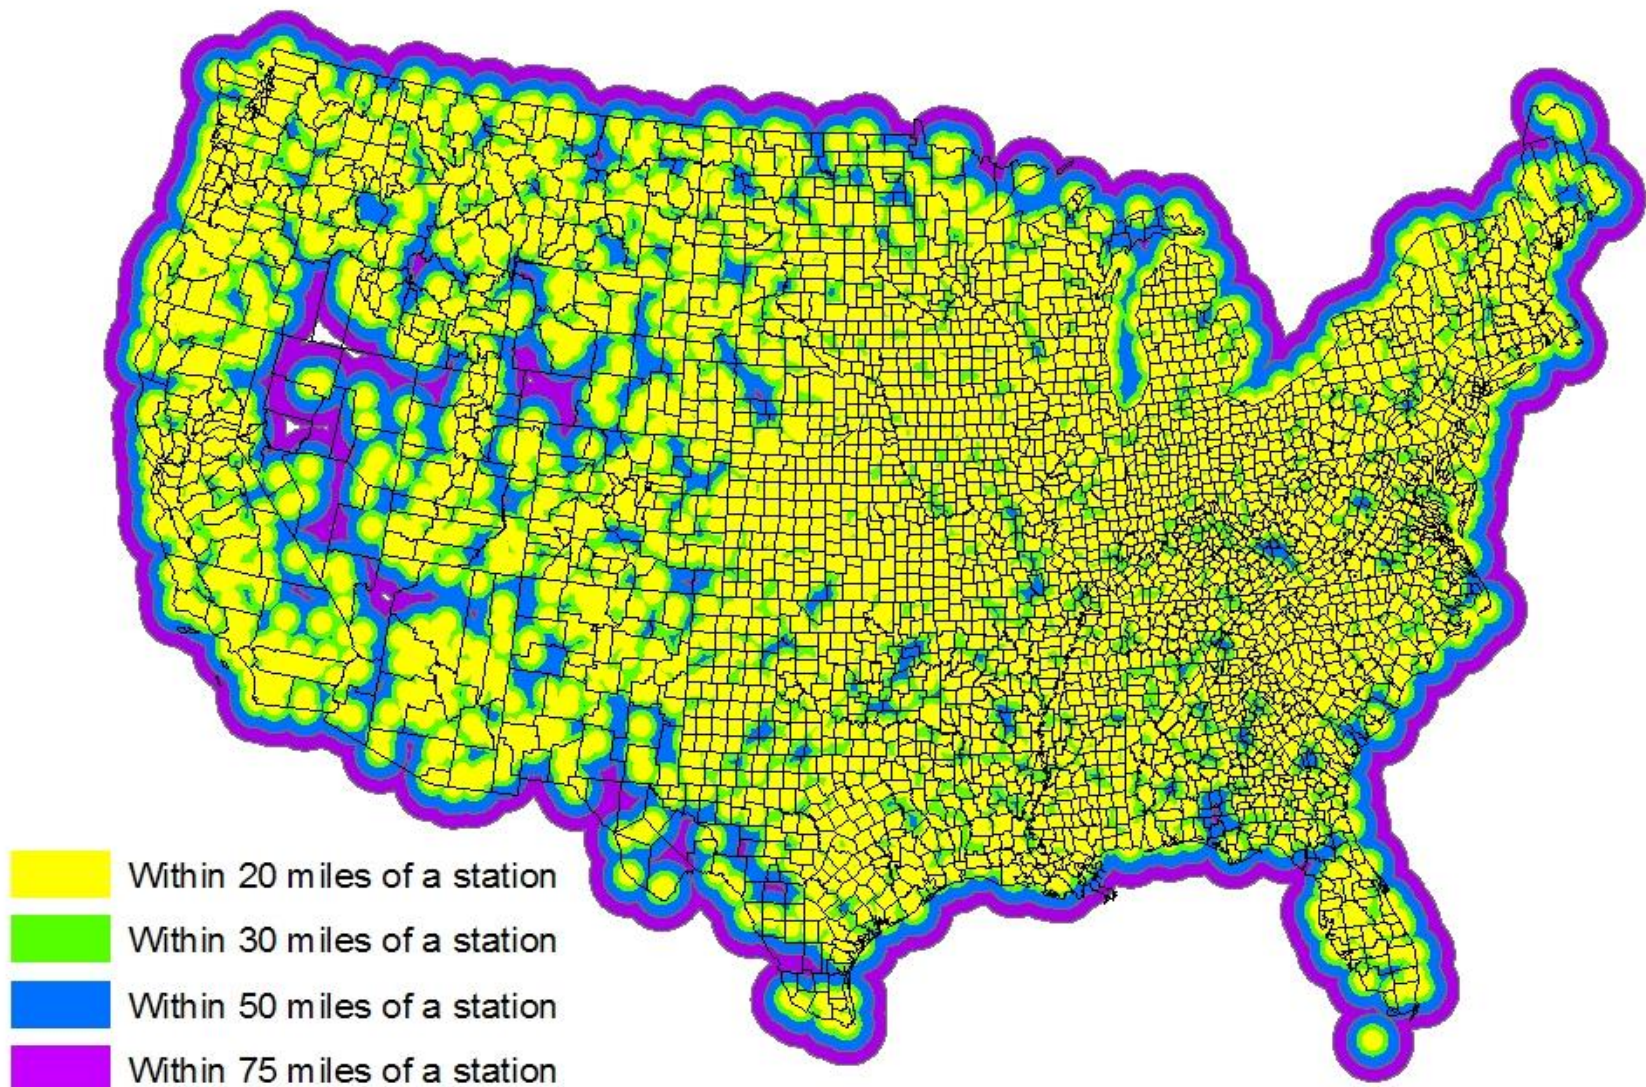 Within 20 miles of a station
Within 30 miles of a station
Within 50 miles of a station
Within 75 miles of a station